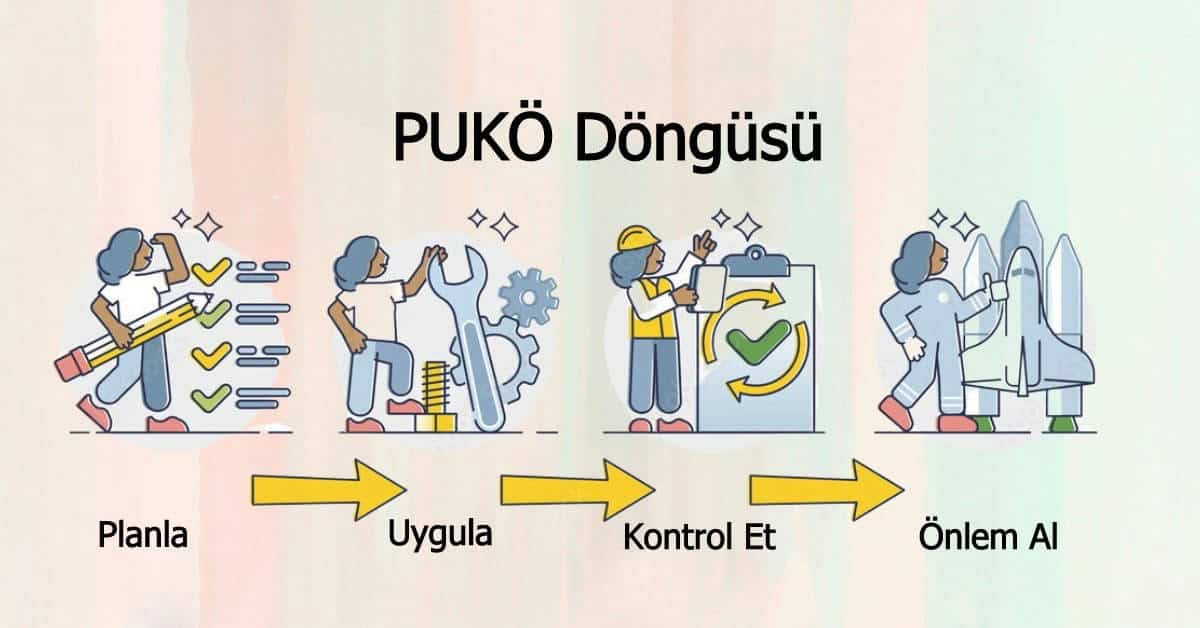 PUKÖ Döngüsü
Planla
Uygula
Kontrol Et
Önlem Al